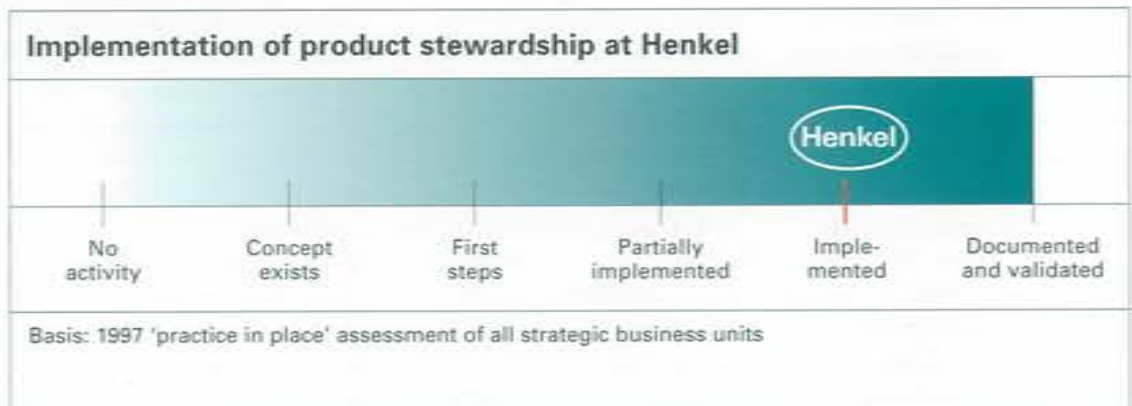 Implementation of product stewardship at Henkel
Henkel
No
activity
Concept
exists
First
steps
Partially
implemented
Imple-
mented
Documented
and validated
Basis: 1997 'practice in place' assessment of all strategic business units